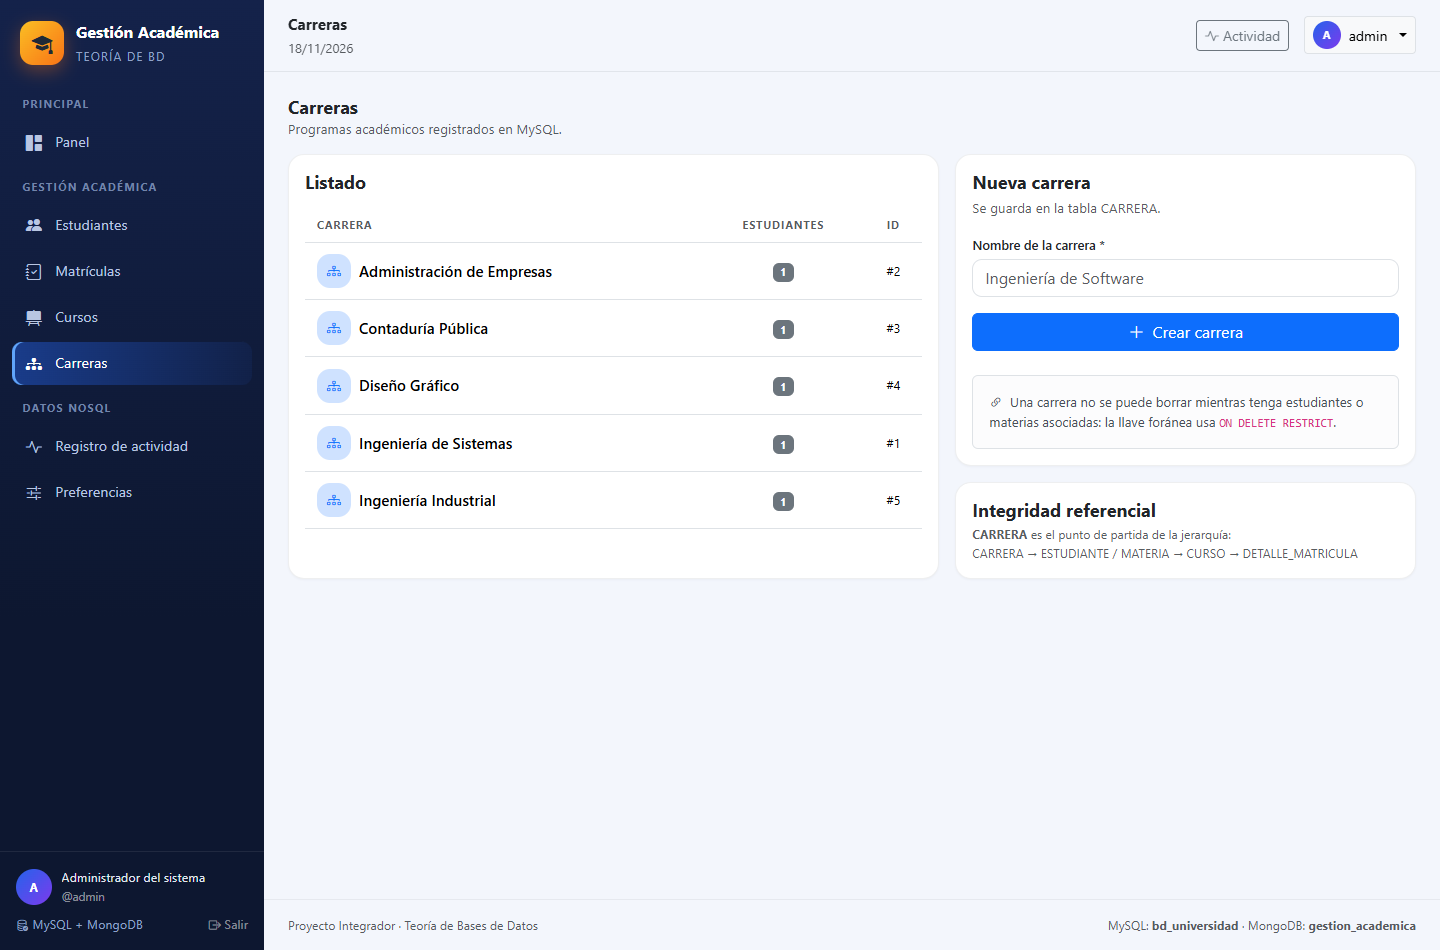 Gestión Académica
TEORÍA DE BD
PRINCIPAL
Panel
GESTIÓN ACADÉMICA
Estudiantes
Matrículas
Cursos
Carreras
DATOS NOSQL
Registro de actividad
Preferencias
A
Administrador del sistema
@admin
MySQL + MongoDB
Salir
Carreras
18/11/2026
Actividad
A
admin
Carreras
Programas académicos registrados en MySQL.
Listado
CARRERA ESTUDIANTES ID
Administración de Empresas 1 #2
Contaduría Pública 1 #3
Diseño Gráfico 1 #4
Ingeniería de Sistemas 1 #1
Ingeniería Industrial 1 #5
Nueva carrera
Se guarda en la tabla CARRERA.
Nombre de la carrera *
Ingeniería de Software
Crear carrera
Una carrera no se puede borrar mientras tenga estudiantes o
materias asociadas: la llave foránea usa ON DELETE RESTRICT.
Integridad referencial
CARRERA es el punto de partida de la jerarquía:
CARRERA → ESTUDIANTE / MATERIA → CURSO → DETALLE_MATRICULA
Proyecto Integrador · Teoría de Bases de Datos
MySQL: bd_universidad · MongoDB: gestion_academica